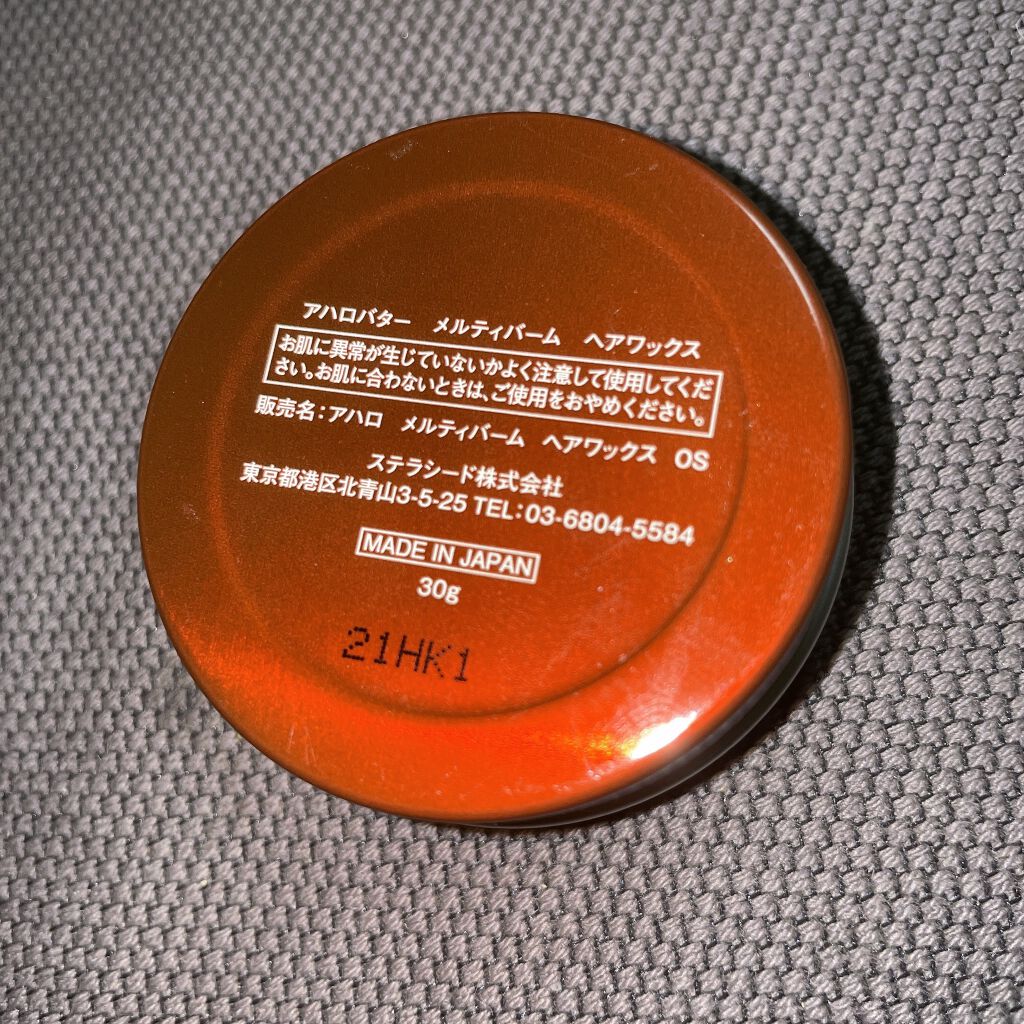 アハロバター メルティバーム ヘアワックス
お肌に異常が生じていないかよく注意して使用してくだ
さい。お肌に合わないときは、ご使用をおやめください。
販売名：アハロ メルティバーム ヘアワックス OS
ステラシード株式会社
東京都港区北青山3-5-25 TEL：03-6804-5584
MADE IN JAPAN
30g
21HK1